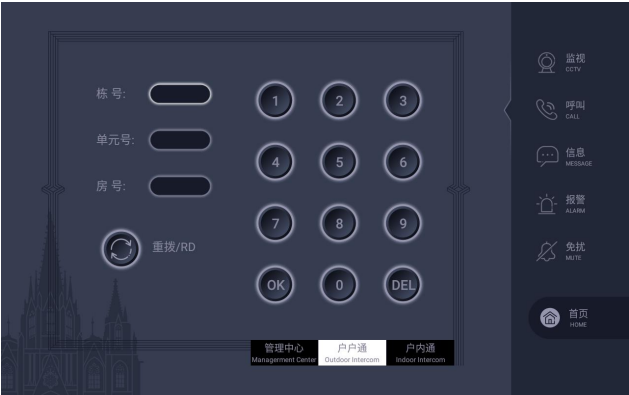 栋 号:
单元号:
房 号:
重拨/RD
1 2 3
4 5 6
7 8 9
OK 0 DEL
管理中心 户户通 户内通
Managerment Center Outdoor Intercom Indoor Intercom
监视
CCTV
呼叫
CALL
信息
MESSAGE
报警
ALARM
免扰
MUTE
首页
HOME